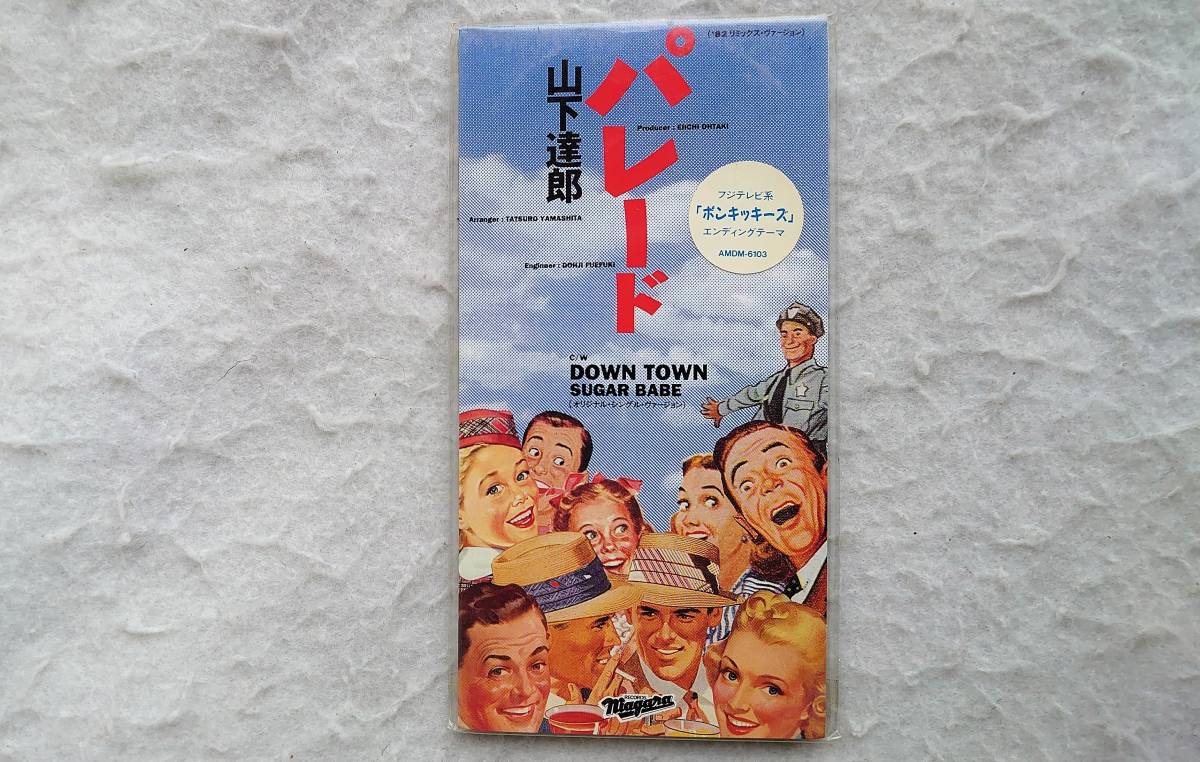 ('82 リミックス・ヴァージョン)
パレード
山下達郎
Producer : EIICHI OHTAKI
Arranger : TATSURO YAMASHITA
Engineer : DONJI FUEFUKI
フジテレビ系
「ポンキッキーズ」
エンディングテーマ
AMDM-6103
C/W
DOWN TOWN
SUGAR BABE
(オリジナル・シングル・ヴァージョン)
RECORDS
Niagara